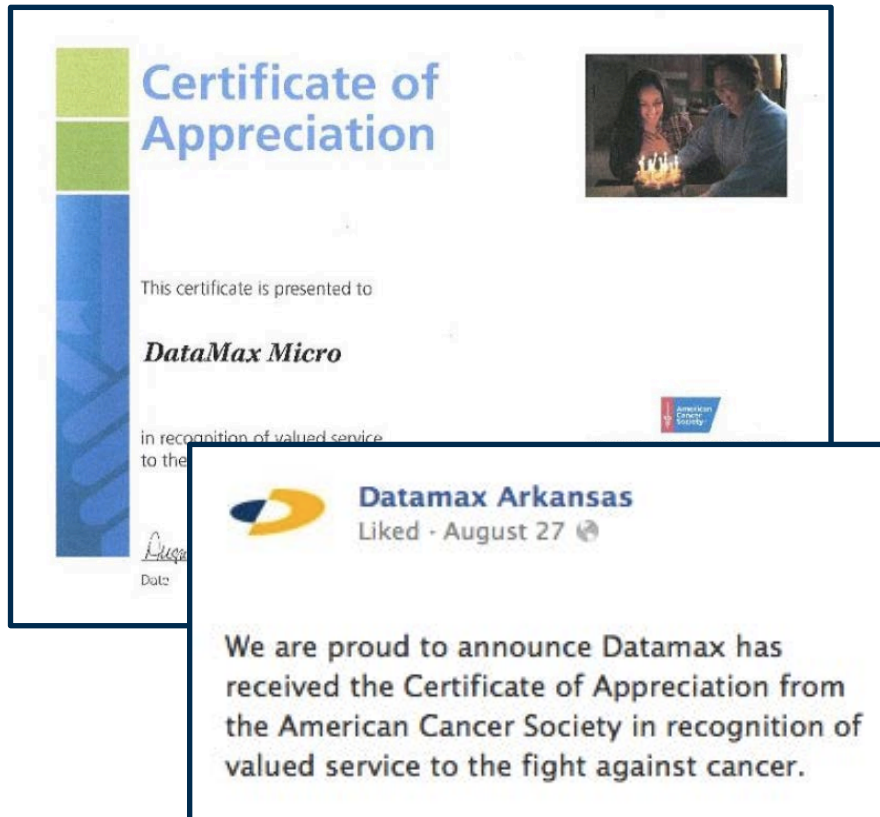 Certificate of
Appreciation
This certificate is presented to
DataMax Micro
American
Cancer
Society
in recognition of valued service
to the
Date
Datamax Arkansas
Liked · August 27
We are proud to announce Datamax has
received the Certificate of Appreciation from
the American Cancer Society in recognition of
valued service to the fight against cancer.